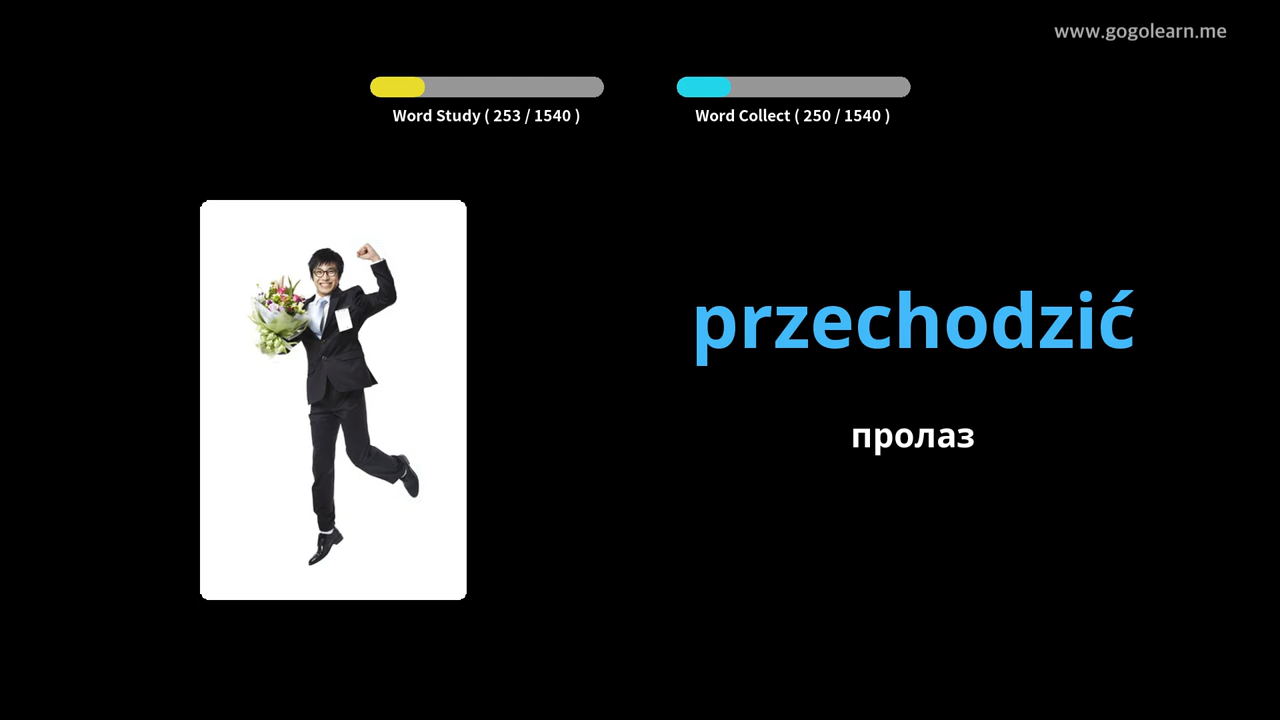 www.gogolearn.me
Word Study ( 253 / 1540 )
Word Collect ( 250 / 1540 )
przechodzić
пролаз